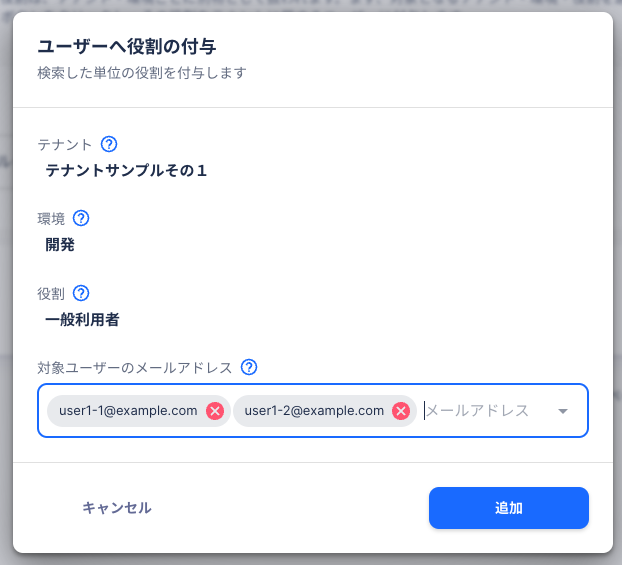 ユーザーへ役割の付与
検索した単位の役割を付与します
テナント ?
テナントサンプルその１
環境 ?
開発
役割 ?
一般利用者
対象ユーザーのメールアドレス ?
user1-1@example.com user1-2@example.com メールアドレス
キャンセル 追加